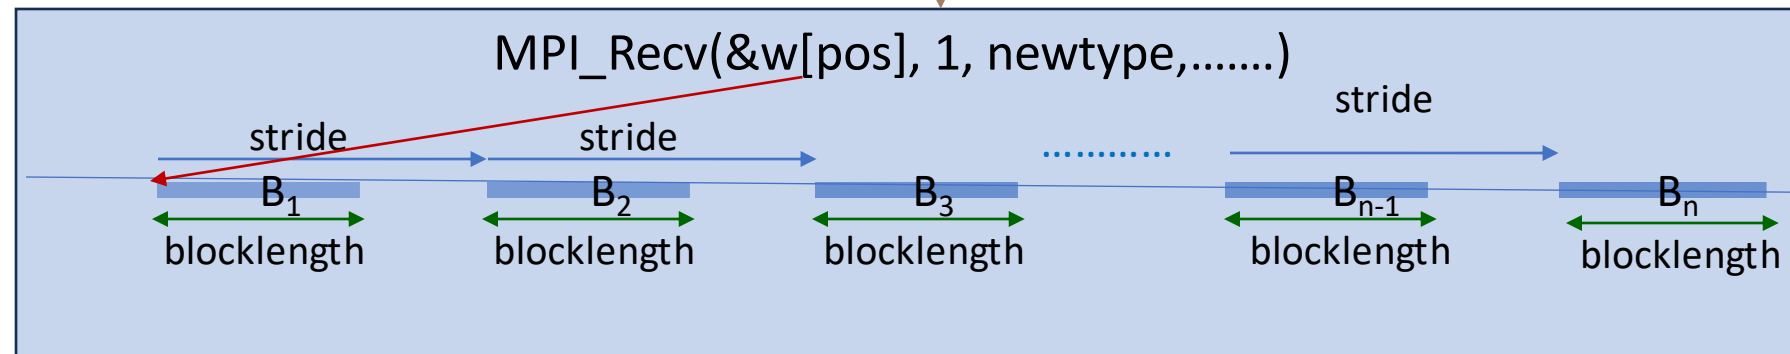 MPI_Recv(&w[pos], 1, newtype,…….)
stride
stride stride
…………
B1 B2 B3 Bn-1 Bn
blocklength blocklength blocklength blocklength blocklength